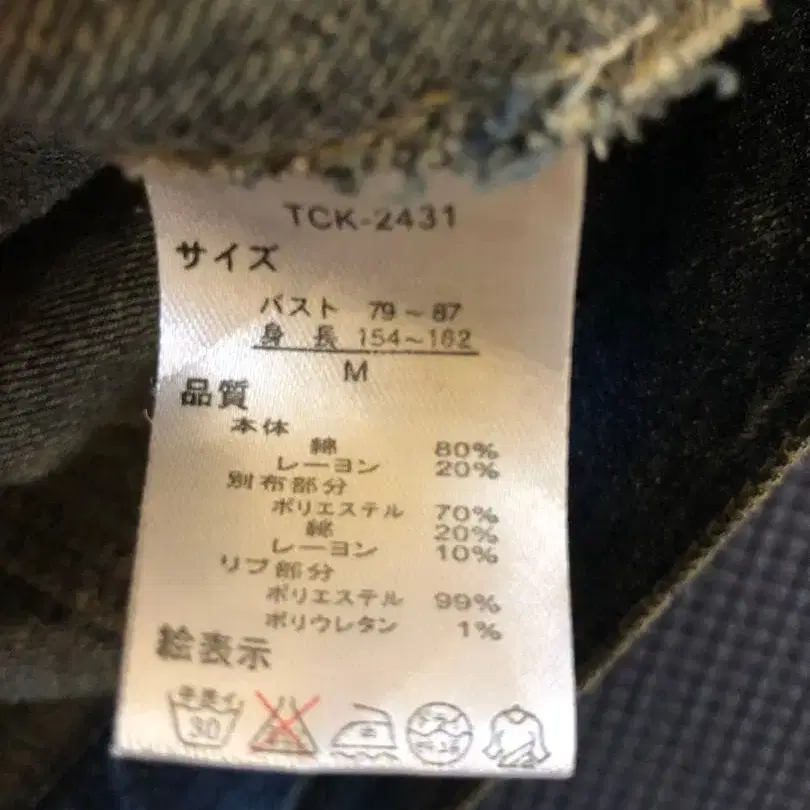 TCK-2431
サイズ
バスト 79～87
身長 154～162
M
品質
本体
綿 80%
レーヨン 20%
別布部分
ポリエステル 70%
綿 20%
レーヨン 10%
リブ部分
ポリエステル 99%
ポリウレタン 1%
絵表示
手洗イ
30